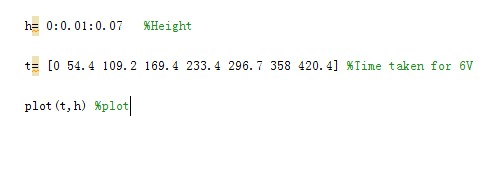 h= 0:0.01:0.07 %Height
t= [0 54.4 109.2 169.4 233.4 296.7 358 420.4] %Time taken for 6V
plot(t,h) %plot